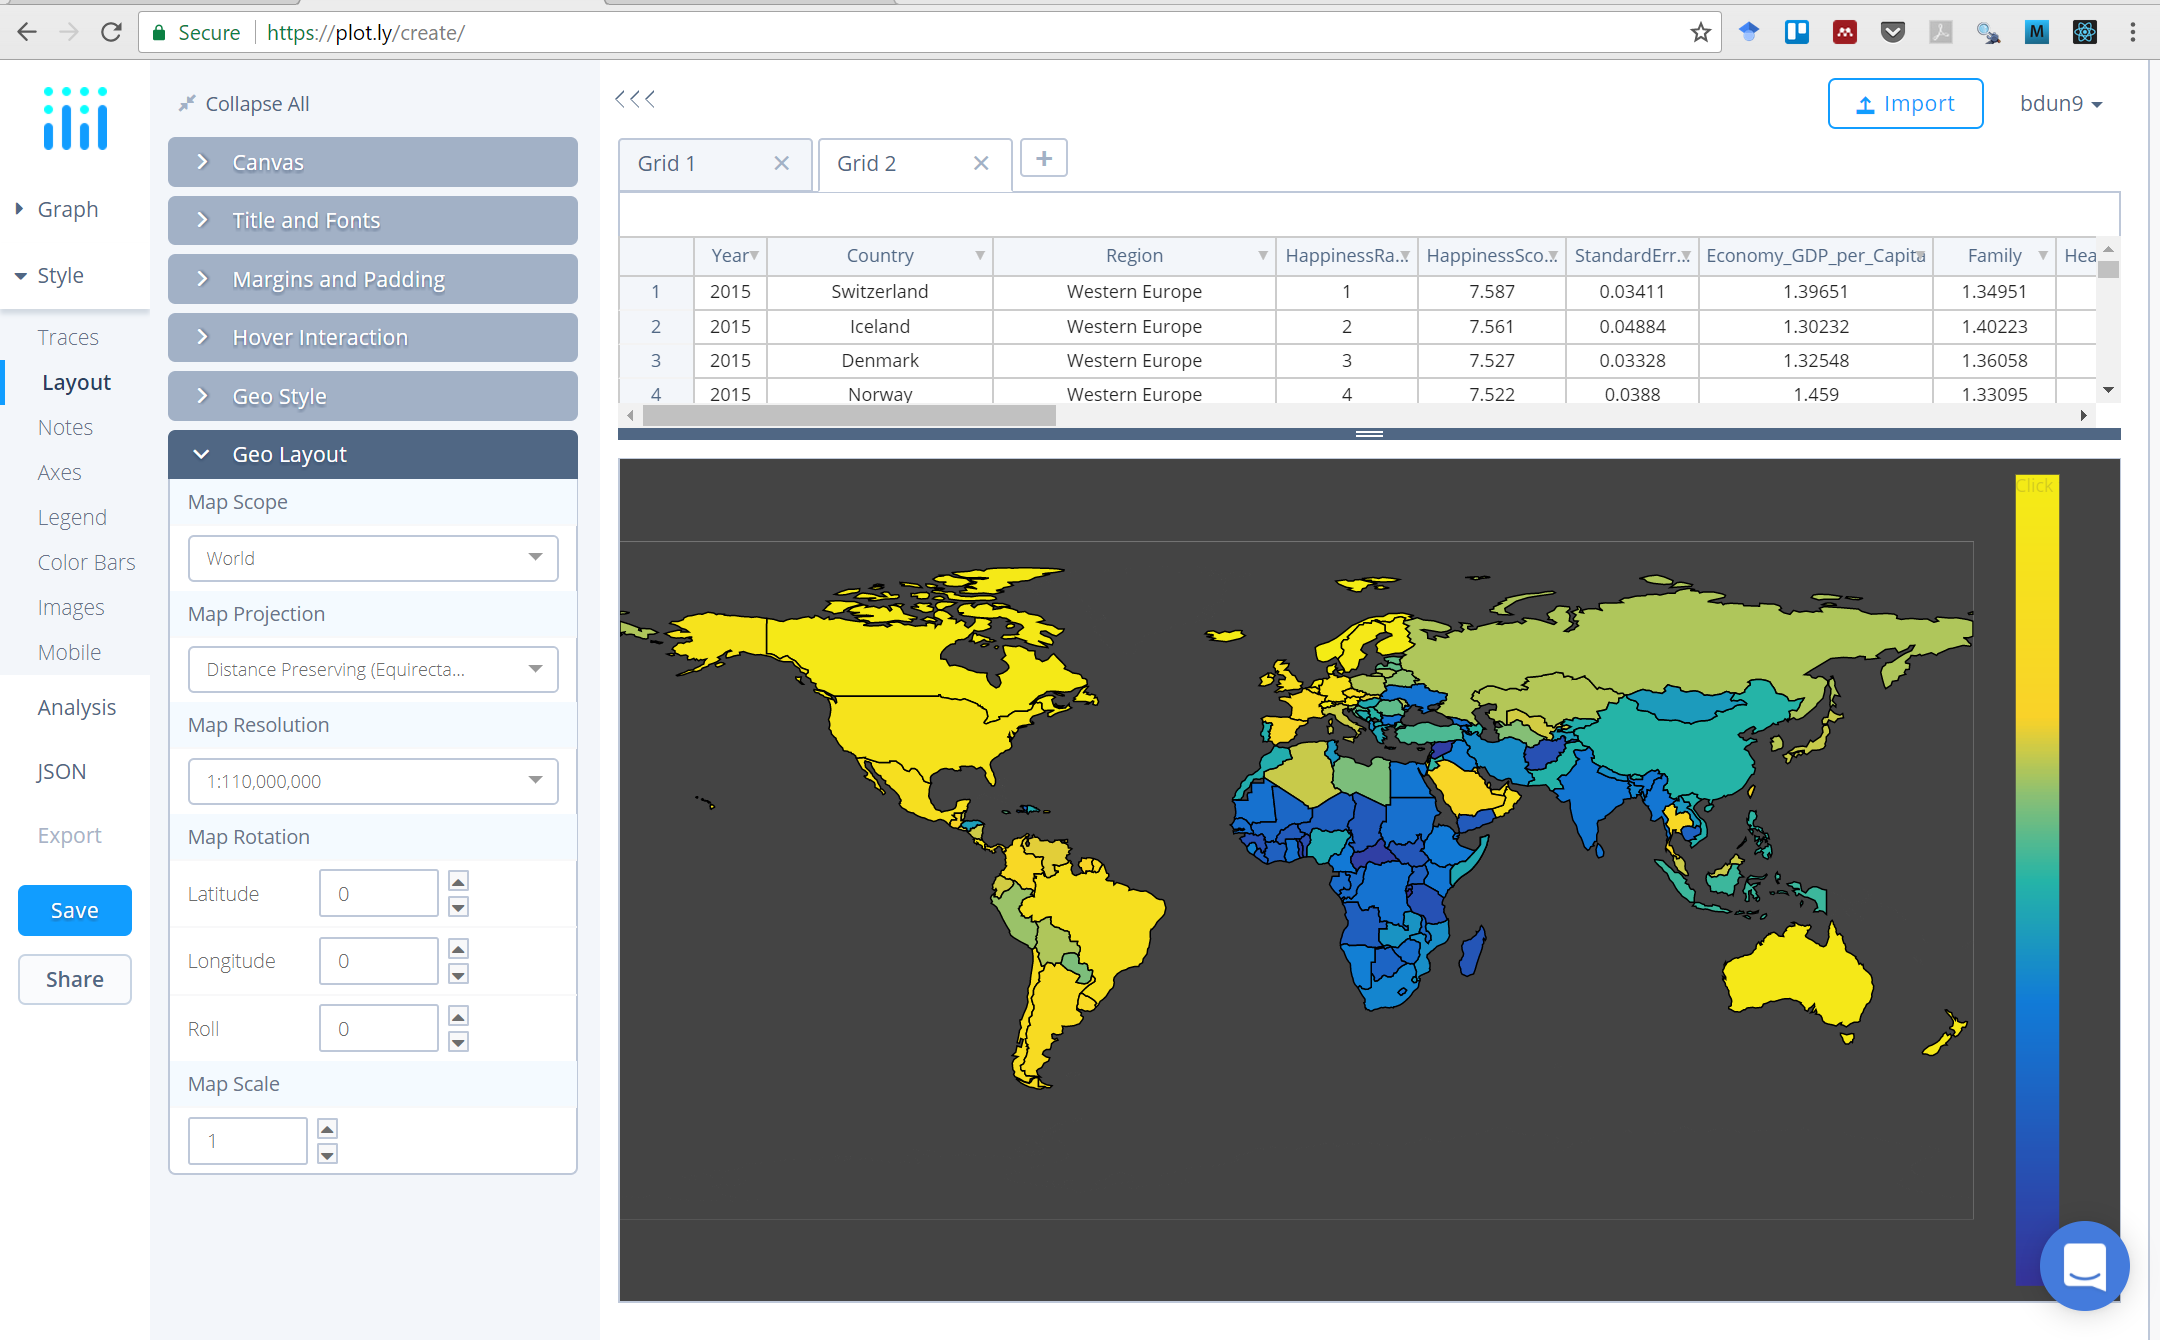 Secure https://plot.ly/create/
M
Collapse All
Import
bdun9
Canvas
Title and Fonts
Margins and Padding
Hover Interaction
Geo Style
Geo Layout
Map Scope
World
Map Projection
Distance Preserving (Equirecta...
Map Resolution
1:110,000,000
Map Rotation
Latitude 0
Longitude 0
Roll 0
Map Scale
1
Graph
Style
Traces
Layout
Notes
Axes
Legend
Color Bars
Images
Mobile
Analysis
JSON
Export
Save
Share
Grid 1 Grid 2 +
Year Country Region HappinessRa... HappinessSco... StandardErr... Economy_GDP_per_Capita Family Hea
1 2015 Switzerland Western Europe 1 7.587 0.03411 1.39651 1.34951
2 2015 Iceland Western Europe 2 7.561 0.04884 1.30232 1.40223
3 2015 Denmark Western Europe 3 7.527 0.03328 1.32548 1.36058
4 2015 Norway Western Europe 4 7.522 0.0388 1.459 1.33095
Click